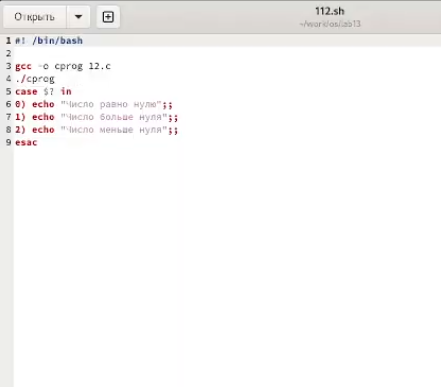 Открыть
112.sh
~/work/os/lab13
1 #! /bin/bash
2
3 gcc -o cprog 12.c
4 ./cprog
5 case $? in
6 0) echo "Число равно нулю";;
7 1) echo "Число больше нуля";;
8 2) echo "Число меньше нуля";;
9 esac